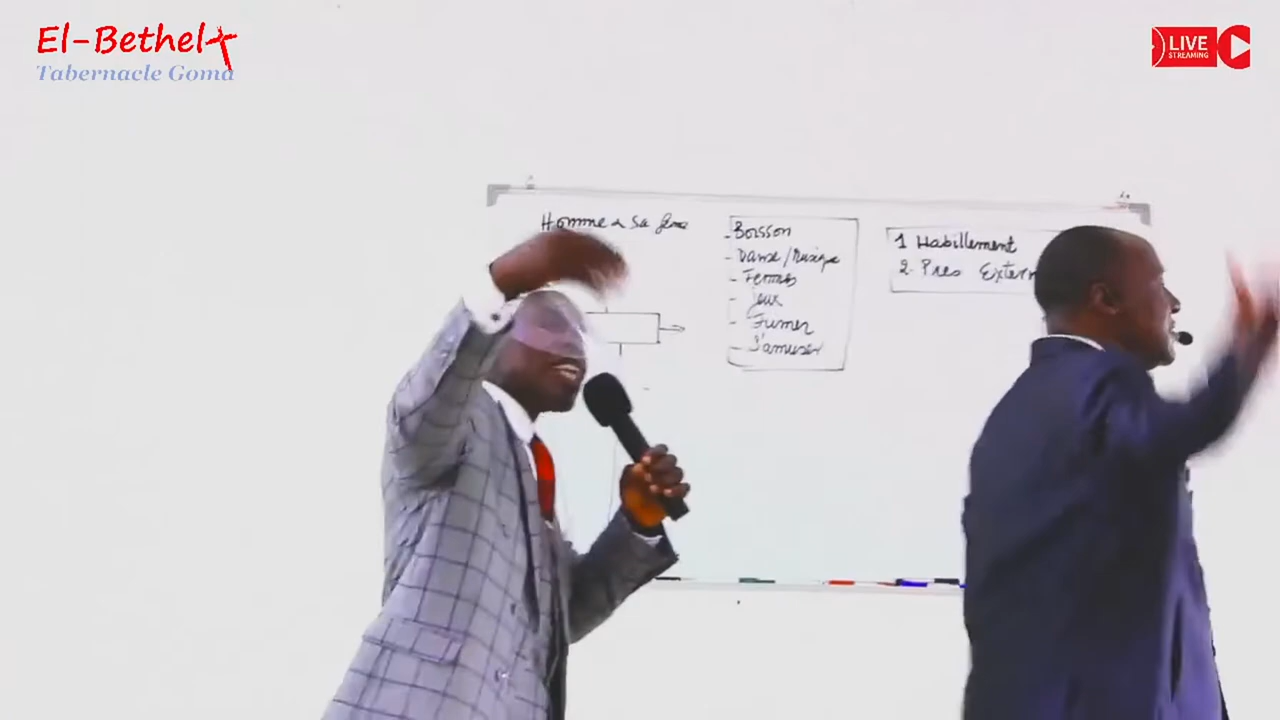 El-Bethel
Tabernacle Goma
LIVE
STREAMING
Homme a sa
- Boisson
- Danse/Musique
- Femmes
- Jeux
- Fumer
- S'amuser
1 Habillement
2. Pres Extern